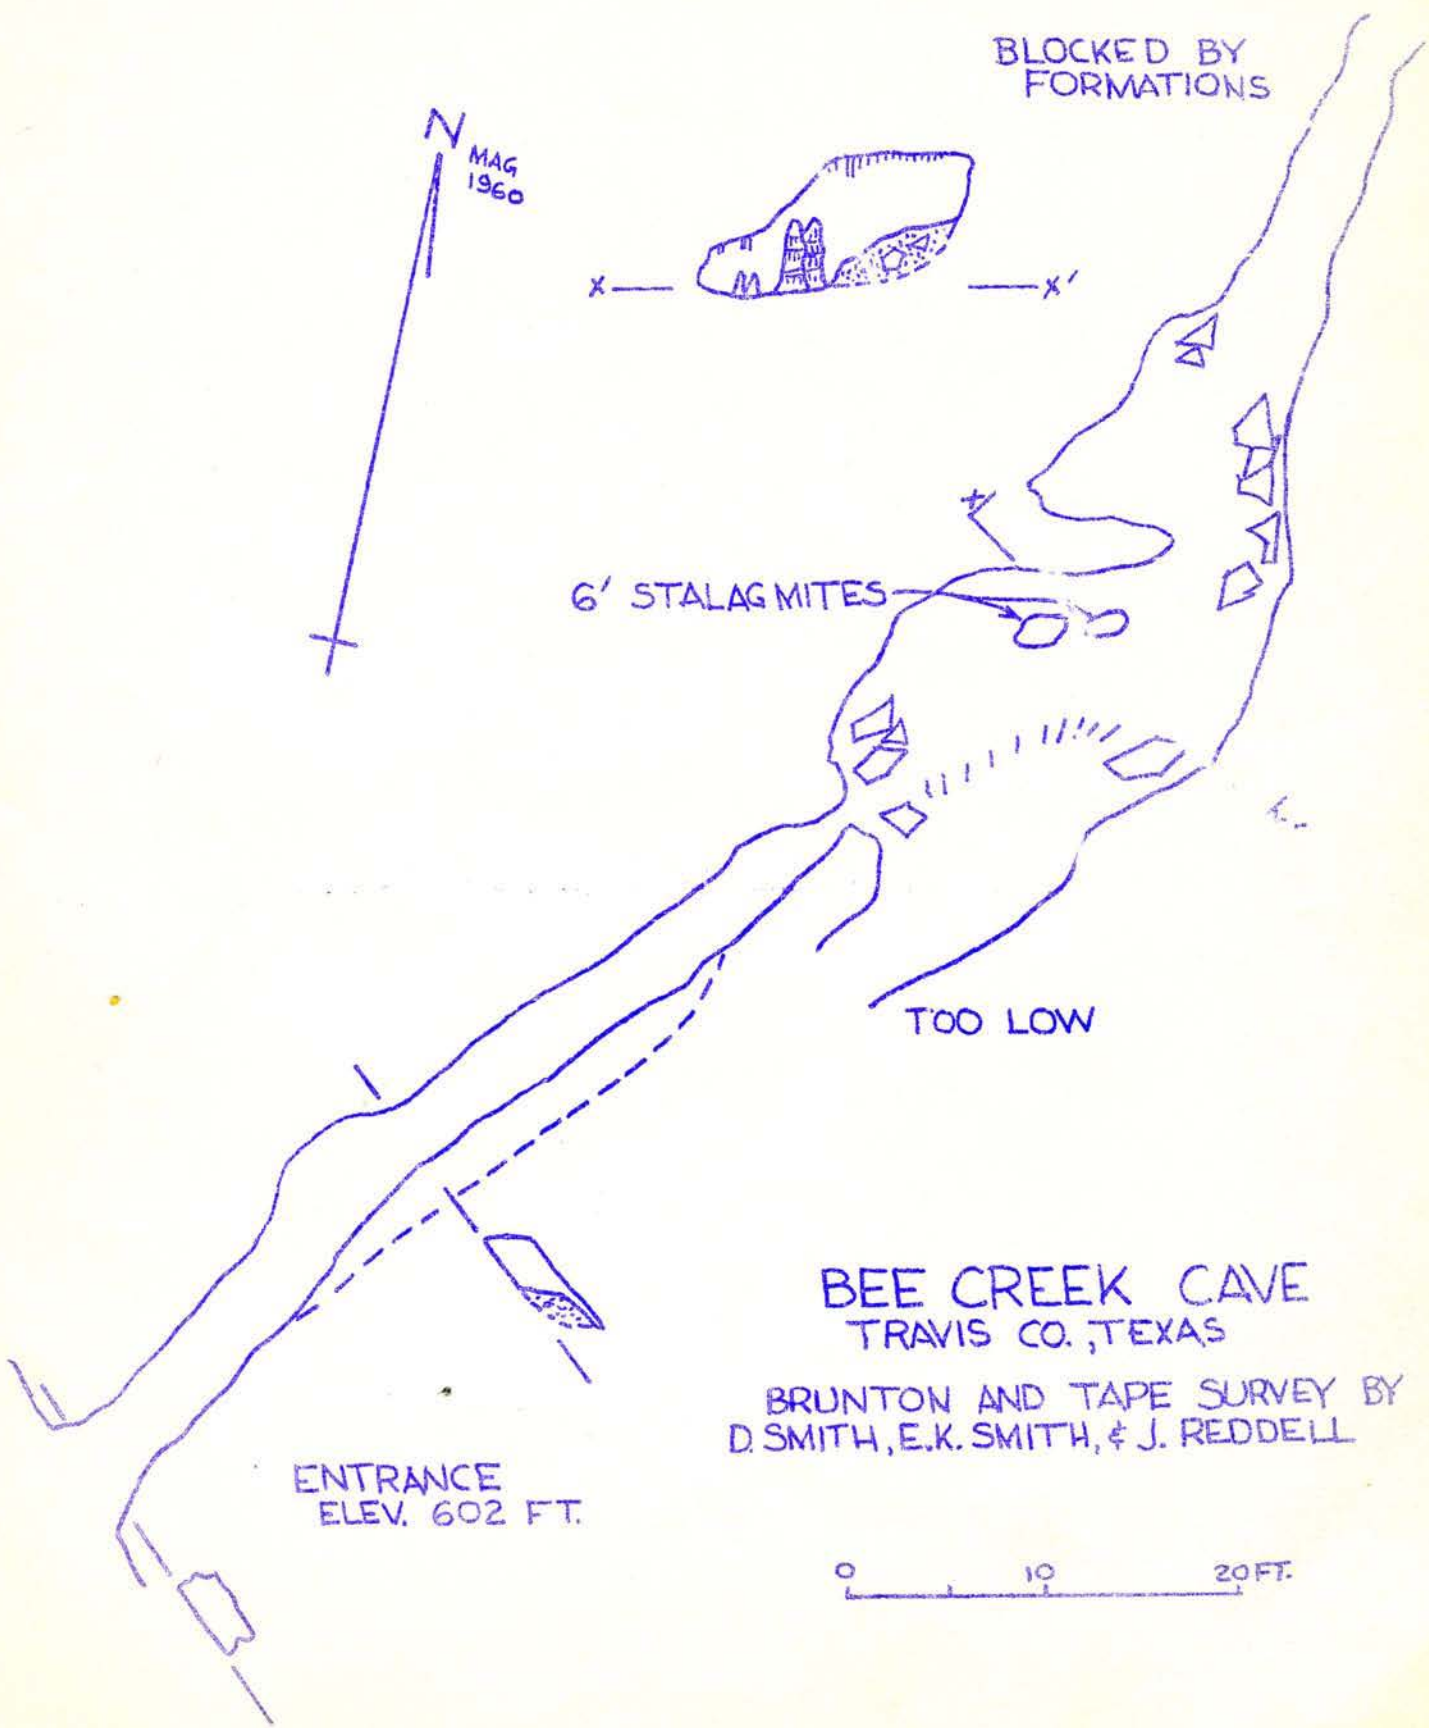 BLOCKED BY
FORMATIONS
N
MAG
1960
X
X'
6' STALAGMITES
TOO LOW
BEE CREEK CAVE
TRAVIS CO., TEXAS
BRUNTON AND TAPE SURVEY BY
D. SMITH, E.K. SMITH, & J. REDDELL
ENTRANCE
ELEV. 602 FT.
0 10 20 FT.